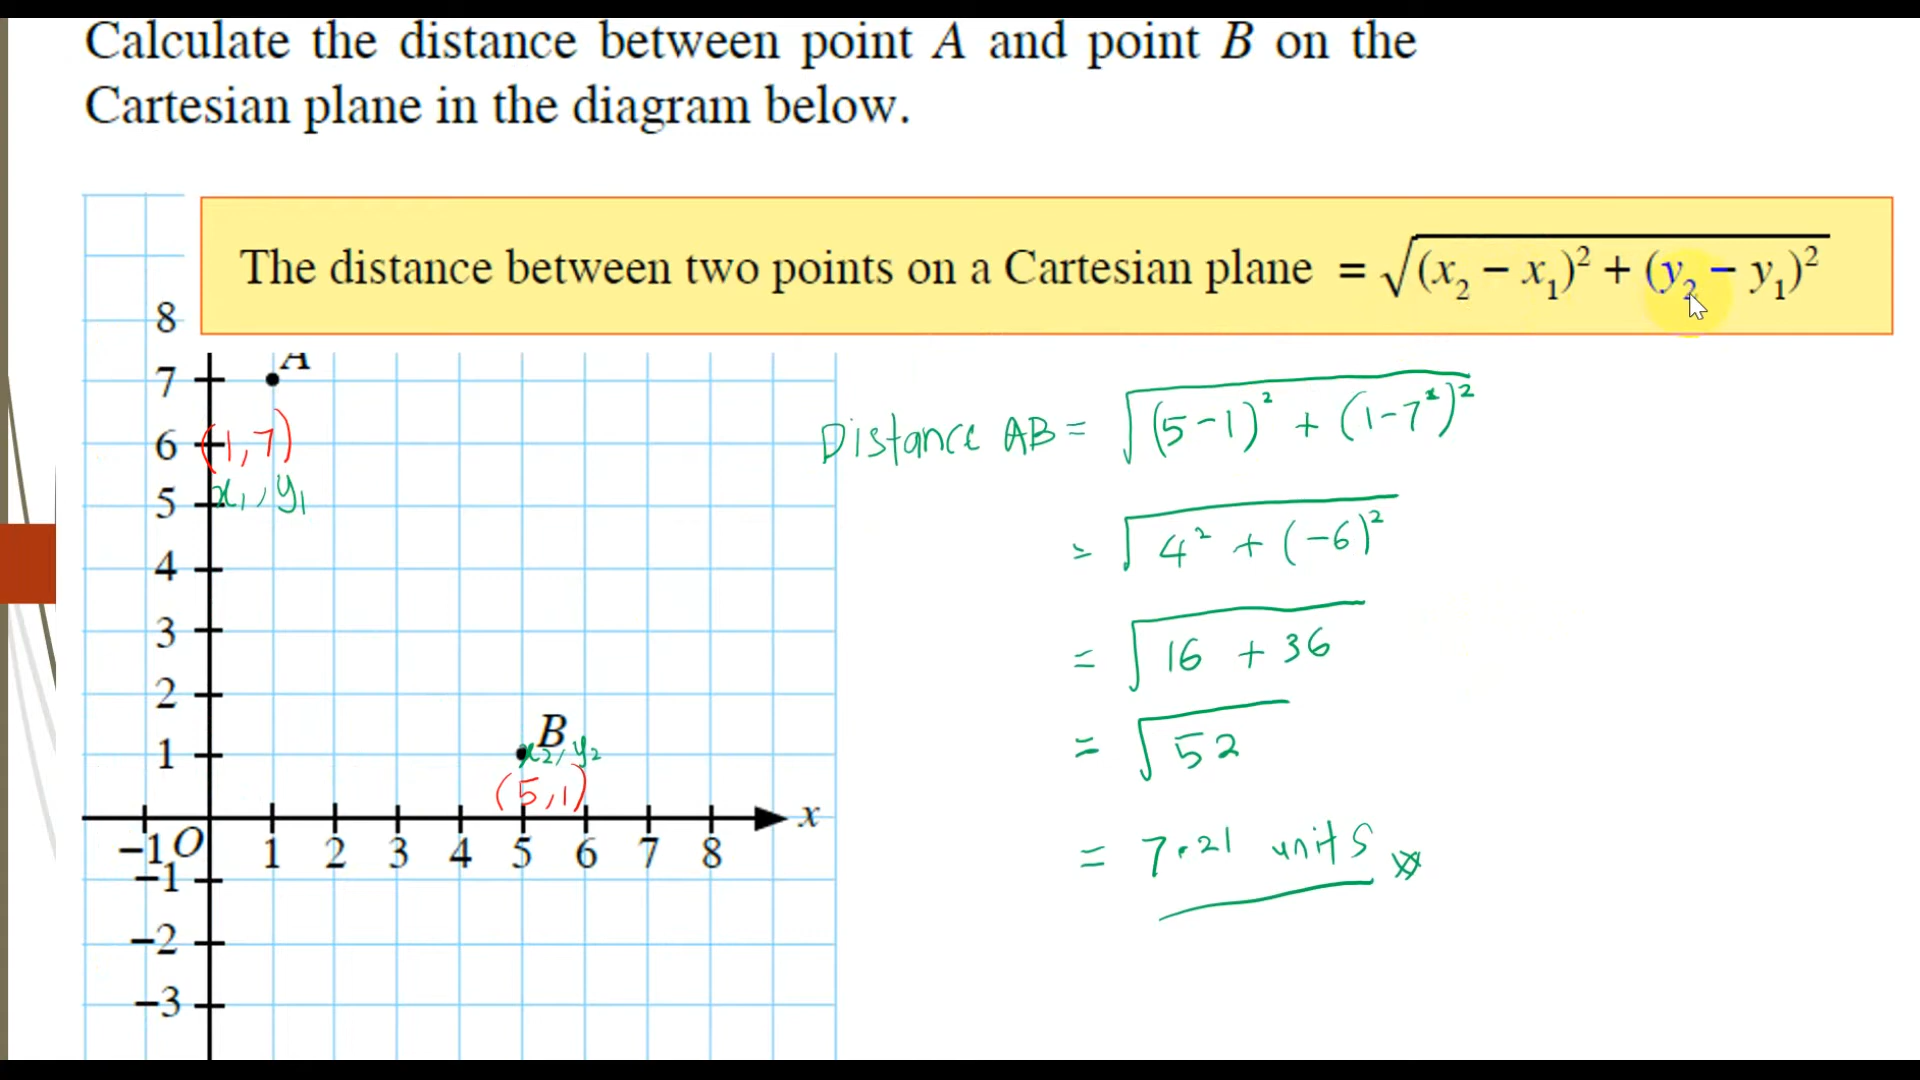 Calculate the distance between point A and point B on the
Cartesian plane in the diagram below.
The distance between two points on a Cartesian plane = √(x₂ − x₁)² + (y₂ − y₁)²
8
A
7
(1,7)
6
x₁, y₁
5
4
3
2
B
x₂, y₂
1
(5,1)
x
−1 O 1 2 3 4 5 6 7 8
−1
−2
−3
Distance AB = √(5-1)² + (1-7)²
= √4² + (-6)²
= √16 + 36
= √52
= 7.21 units